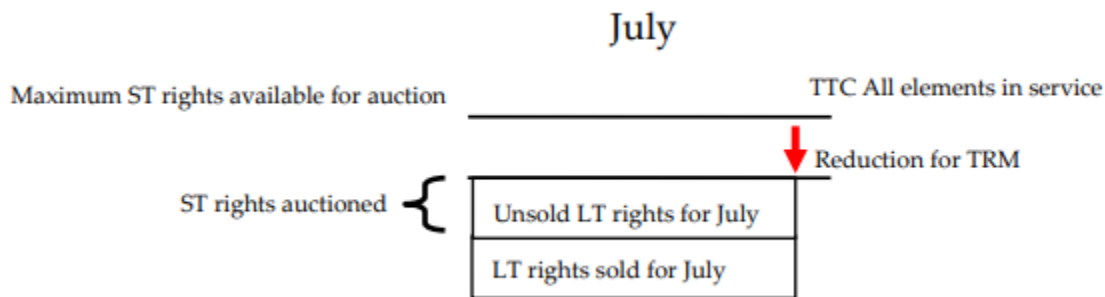 July
Maximum ST rights available for auction
TTC All elements in service
Reduction for TRM
ST rights auctioned
Unsold LT rights for July
LT rights sold for July